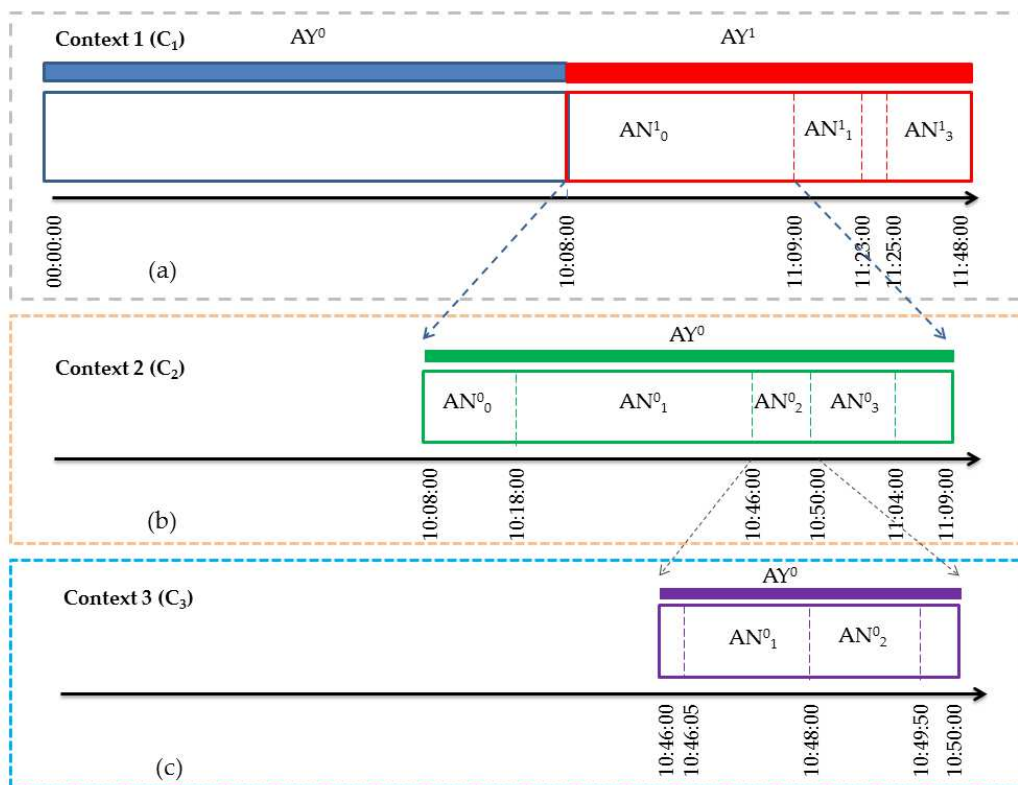 Context 1 (C₁)
AY⁰
AY¹
AN¹₀
AN¹₁
AN¹₃
00:00:00
10:08:00
11:09:00
11:23:00
11:25:00
11:48:00
(a)
AY⁰
Context 2 (C₂)
AN⁰₀
AN⁰₁
AN⁰₂
AN⁰₃
10:08:00
10:18:00
10:46:00
10:50:00
11:04:00
11:09:00
(b)
AY⁰
Context 3 (C₃)
AN⁰₁
AN⁰₂
10:46:00
10:46:05
10:48:00
10:49:50
10:50:00
(c)